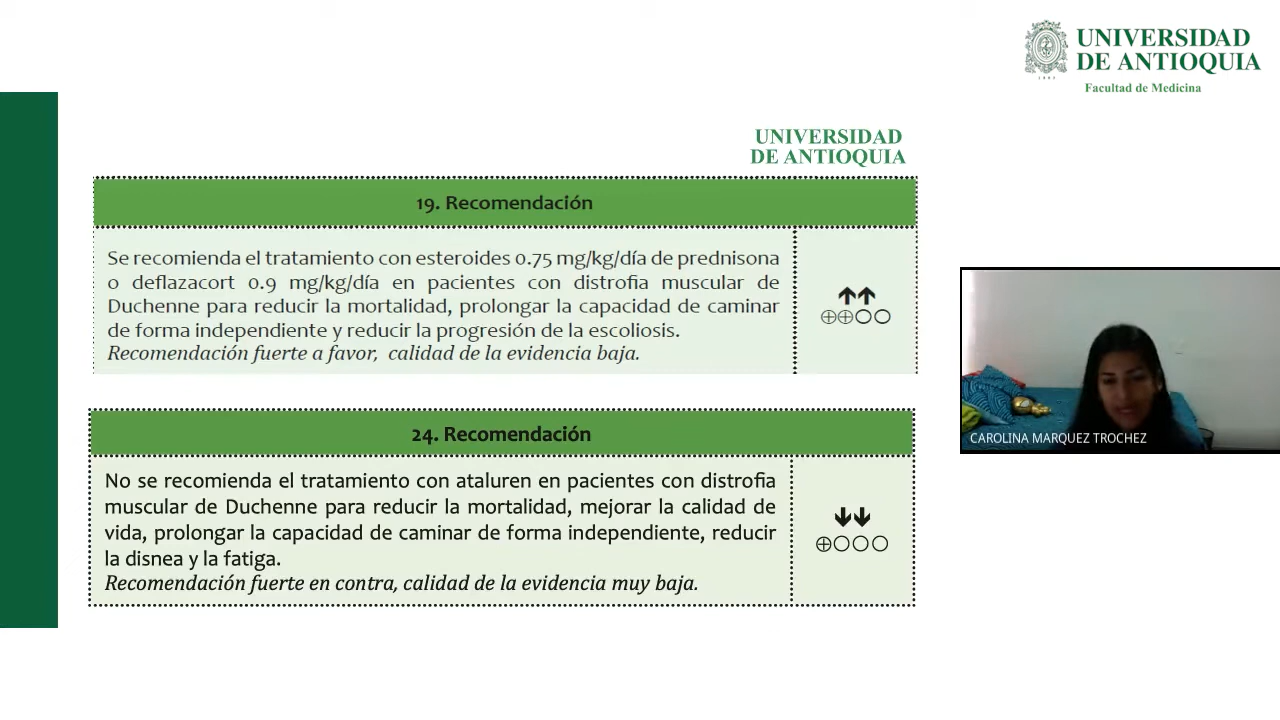 UNIVERSIDAD
DE ANTIOQUIA
1803
Facultad de Medicina
UNIVERSIDAD
DE ANTIOQUIA
19. Recomendación
Se recomienda el tratamiento con esteroides 0.75 mg/kg/día de prednisona
o deflazacort 0.9 mg/kg/día en pacientes con distrofia muscular de
Duchenne para reducir la mortalidad, prolongar la capacidad de caminar
de forma independiente y reducir la progresión de la escoliosis.
Recomendación fuerte a favor, calidad de la evidencia baja.
24. Recomendación
No se recomienda el tratamiento con ataluren en pacientes con distrofia
muscular de Duchenne para reducir la mortalidad, mejorar la calidad de
vida, prolongar la capacidad de caminar de forma independiente, reducir
la disnea y la fatiga.
Recomendación fuerte en contra, calidad de la evidencia muy baja.
CAROLINA MARQUEZ TROCHEZ